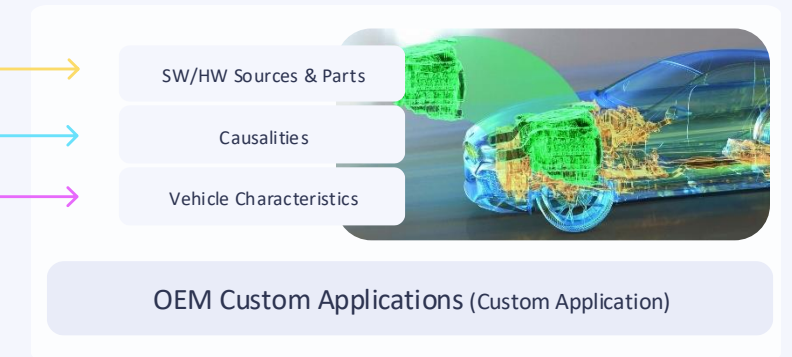 SW/HW Sources & Parts
Causalities
Vehicle Characteristics
OEM Custom Applications (Custom Application)